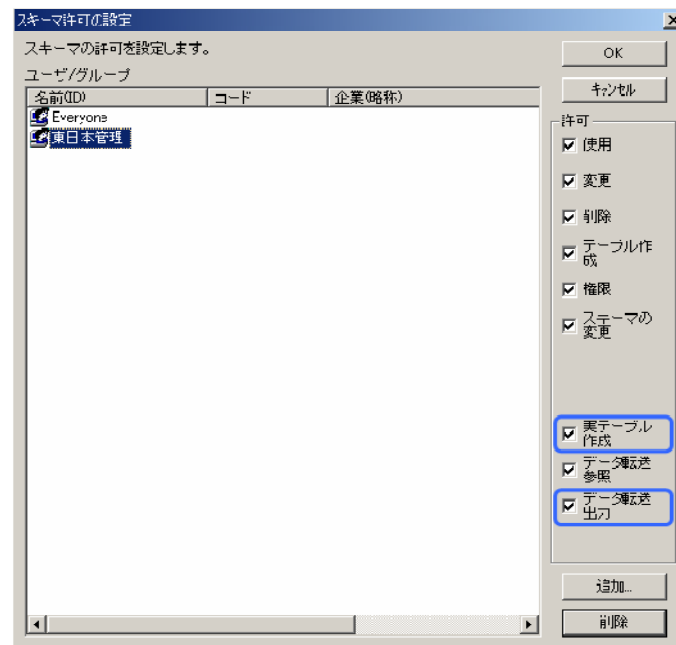 スキーマ許可の設定
スキーマの許可を設定します。
ユーザ/グループ
名前(ID)
コード
企業(略称)
Everyone
東日本管理
OK
キャンセル
許可
使用
変更
削除
テーブル作
成
権限
スキーマの
変更
実テーブル
作成
データ転送
参照
データ転送
出力
追加...
削除